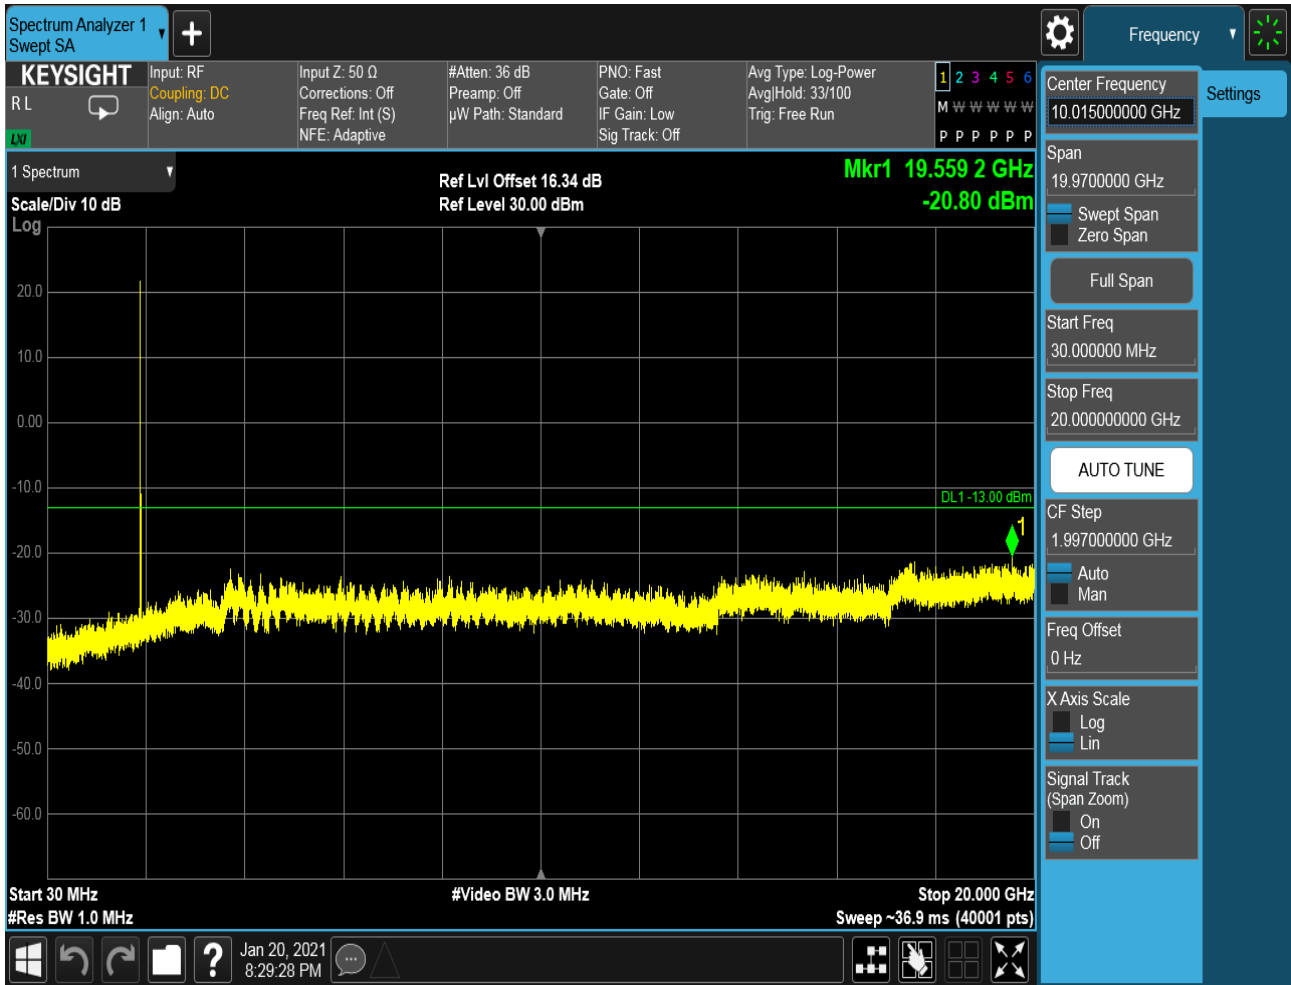 Spectrum Analyzer 1
Swept SA
Frequency
KEYSIGHT
R L
LXI
Input: RF
Coupling: DC
Align: Auto
Input Z: 50 Ω
Corrections: Off
Freq Ref: Int (S)
NFE: Adaptive
#Atten: 36 dB
Preamp: Off
µW Path: Standard
PNO: Fast
Gate: Off
IF Gain: Low
Sig Track: Off
Avg Type: Log-Power
Avg|Hold: 33/100
Trig: Free Run
1 2 3 4 5 6
M W W W W W
P P P P P P
1 Spectrum
Scale/Div 10 dB
Log
Ref Lvl Offset 16.34 dB
Ref Level 30.00 dBm
Mkr1 19.559 2 GHz
-20.80 dBm
20.0
10.0
0.00
-10.0
-20.0
-30.0
-40.0
-50.0
-60.0
DL1 -13.00 dBm
1
Start 30 MHz
#Res BW 1.0 MHz
#Video BW 3.0 MHz
Stop 20.000 GHz
Sweep ~36.9 ms (40001 pts)
Center Frequency
10.015000000 GHz
Span
19.9700000 GHz
Swept Span
Zero Span
Full Span
Start Freq
30.000000 MHz
Stop Freq
20.000000000 GHz
AUTO TUNE
CF Step
1.997000000 GHz
Auto
Man
Freq Offset
0 Hz
X Axis Scale
Log
Lin
Signal Track
(Span Zoom)
On
Off
Settings
?
Jan 20, 2021
8:29:28 PM